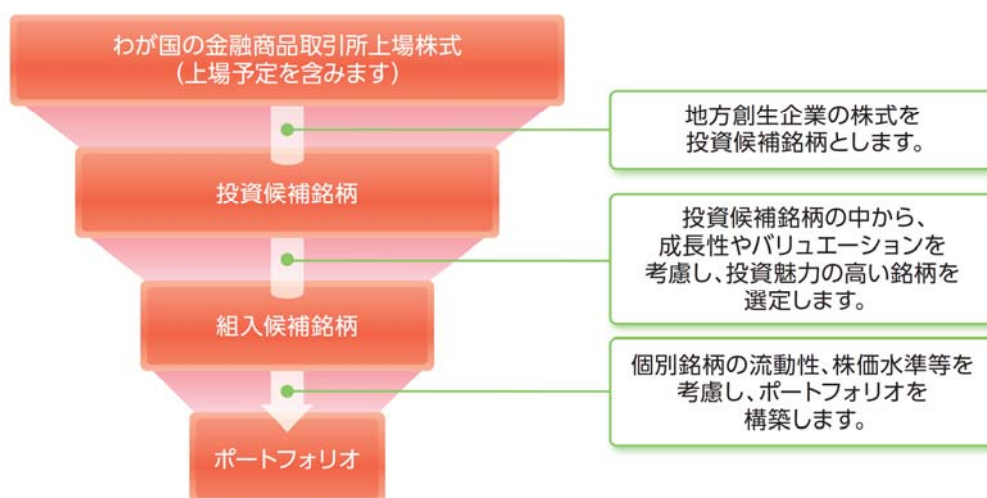 わが国の金融商品取引所上場株式
(上場予定を含みます)
地方創生企業の株式を
投資候補銘柄とします。
投資候補銘柄
投資候補銘柄の中から、
成長性やバリュエーションを
考慮し、投資魅力の高い銘柄を
選定します。
組入候補銘柄
個別銘柄の流動性、株価水準等を
考慮し、ポートフォリオを
構築します。
ポートフォリオ